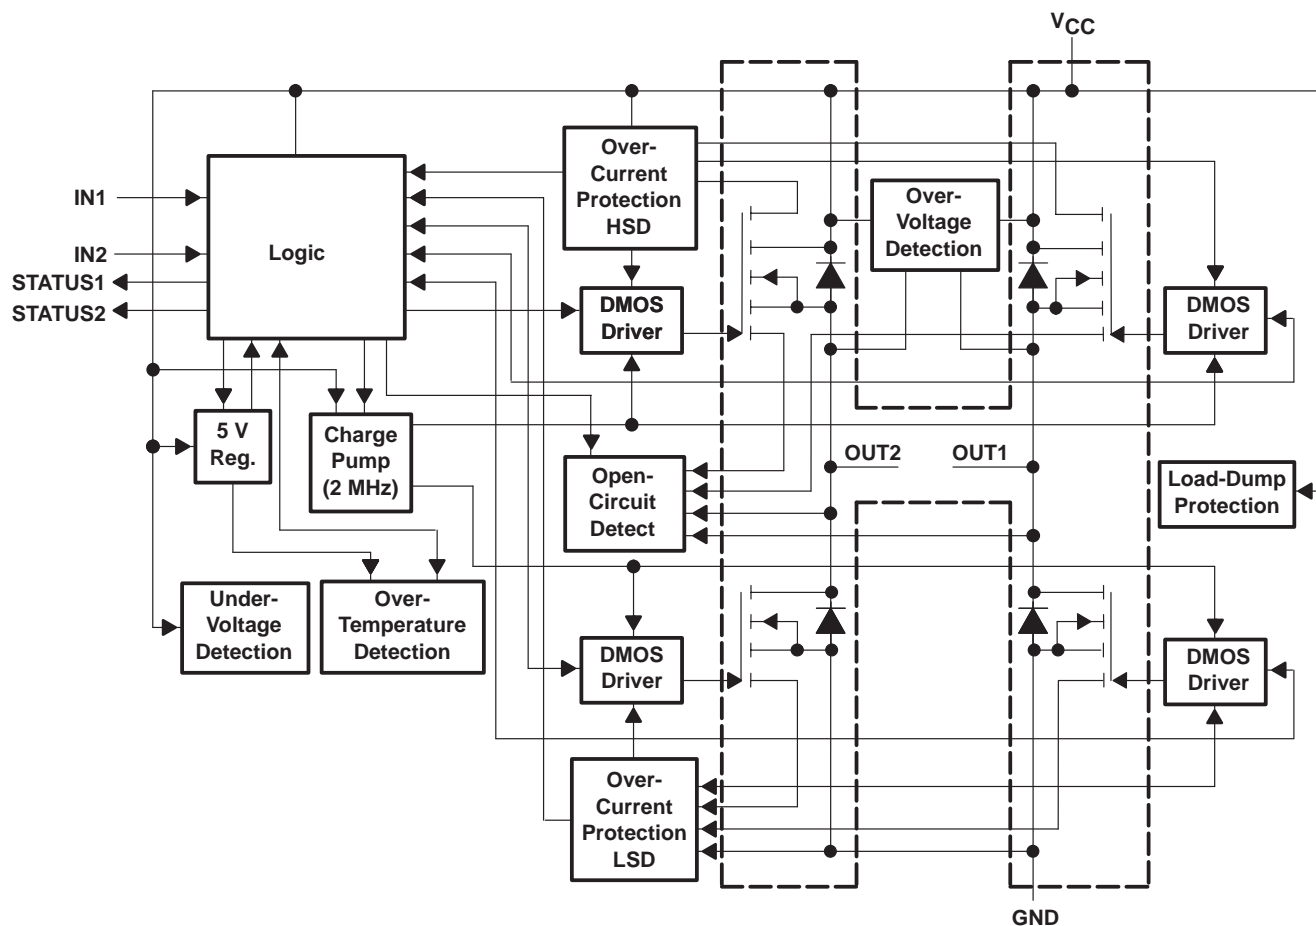 VCC
Over-
Current
Protection
HSD
IN1
Over-
Voltage
Detection
IN2
Logic
STATUS1
STATUS2
DMOS
Driver
DMOS
Driver
5 V
Reg.
Charge
Pump
(2 MHz)
OUT2
OUT1
Open-
Circuit
Detect
Load-Dump
Protection
Under-
Voltage
Detection
Over-
Temperature
Detection
DMOS
Driver
DMOS
Driver
Over-
Current
Protection
LSD
GND